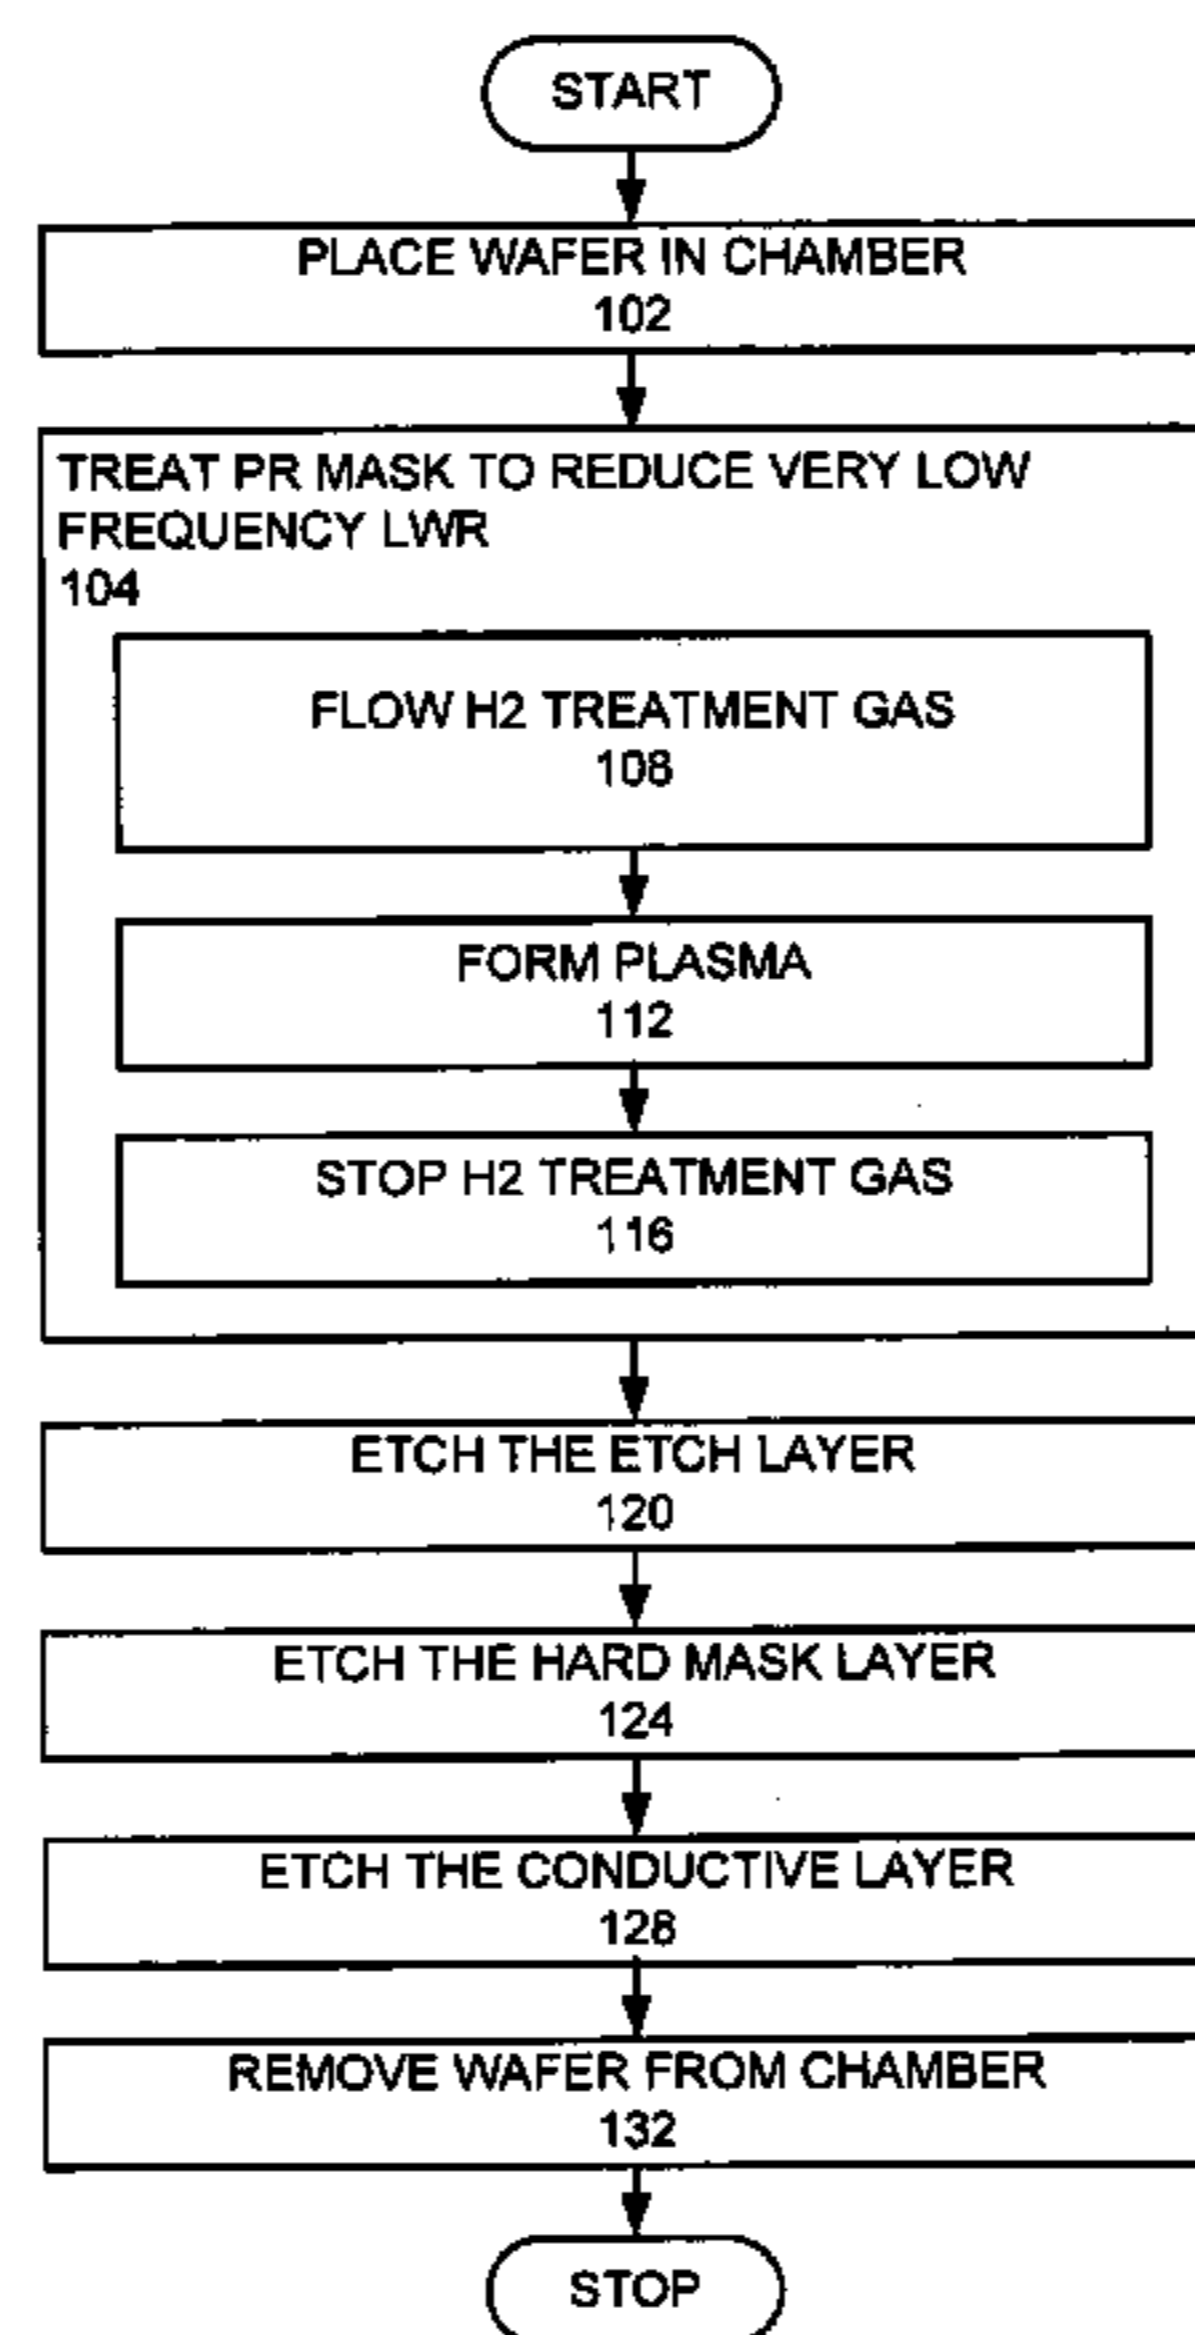 START
PLACE WAFER IN CHAMBER
102
TREAT PR MASK TO REDUCE VERY LOW
FREQUENCY LWR
104
FLOW H2 TREATMENT GAS
108
FORM PLASMA
112
STOP H2 TREATMENT GAS
116
ETCH THE ETCH LAYER
120
ETCH THE HARD MASK LAYER
124
ETCH THE CONDUCTIVE LAYER
128
REMOVE WAFER FROM CHAMBER
132
STOP